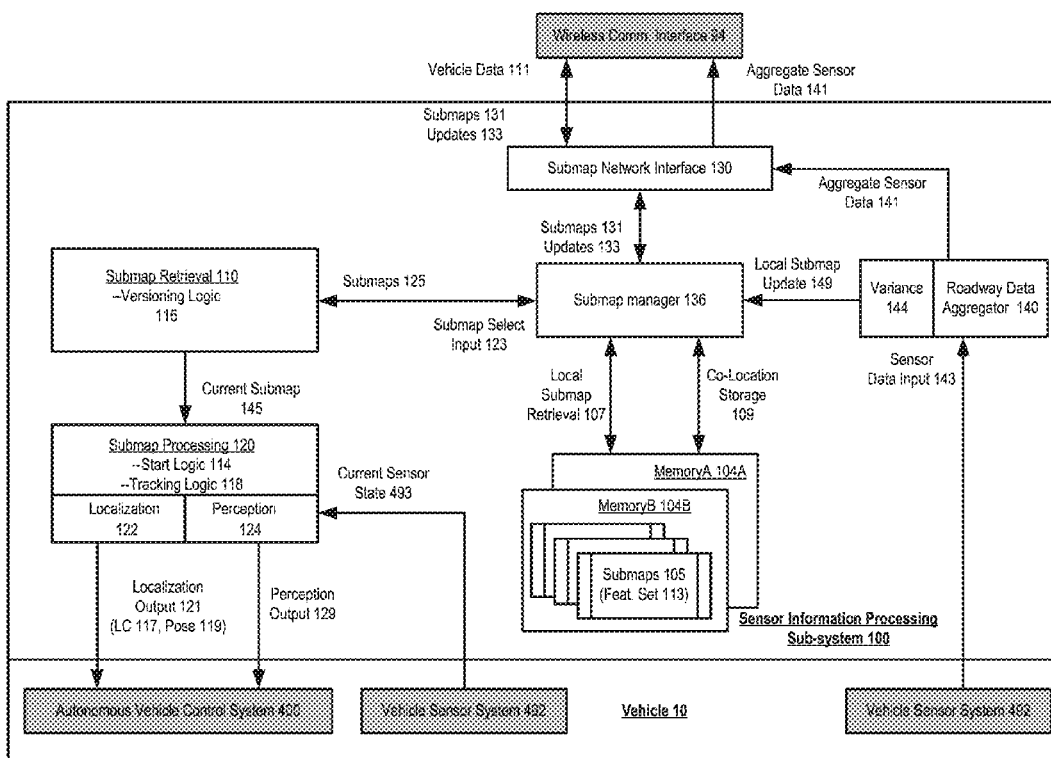 Wireless Comm. Interface 94
Vehicle Data 111
Aggregate Sensor
Data 141
Submaps 131
Updates 133
Submap Network Interface 130
Aggregate Sensor
Data 141
Submaps 131
Updates 133
Submap Retrieval 110
--Versioning Logic
116
Submaps 125
Submap Select
Input 123
Submap manager 136
Local Submap
Update 149
Variance
144
Roadway Data
Aggregator 140
Current Submap
145
Local
Submap
Retrieval 107
Co-Location
Storage
109
Sensor
Data Input 143
Submap Processing 120
--Start Logic 114
--Tracking Logic 118
Localization
122
Perception
124
Current Sensor
State 493
MemoryA 104A
MemoryB 104B
Submaps 105
(Feat. Set 113)
Localization
Output 121
(LC 117, Pose 119)
Perception
Output 129
Sensor Information Processing
Sub-system 100
Autonomous Vehicle Control System 400
Vehicle Sensor System 492
Vehicle 10
Vehicle Sensor System 492